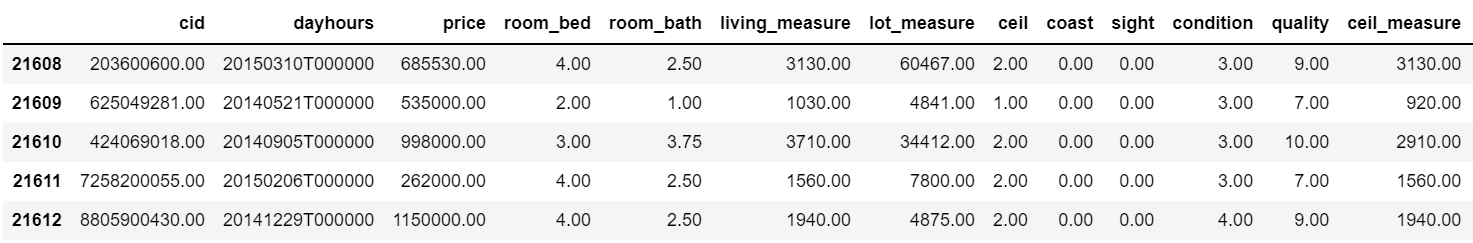 cid dayhours price room_bed room_bath living_measure lot_measure ceil coast sight condition quality ceil_measure
21608 203600600.00 20150310T000000 685530.00 4.00 2.50 3130.00 60467.00 2.00 0.00 0.00 3.00 9.00 3130.00
21609 625049281.00 20140521T000000 535000.00 2.00 1.00 1030.00 4841.00 1.00 0.00 0.00 3.00 7.00 920.00
21610 424069018.00 20140905T000000 998000.00 3.00 3.75 3710.00 34412.00 2.00 0.00 0.00 3.00 10.00 2910.00
21611 7258200055.00 20150206T000000 262000.00 4.00 2.50 1560.00 7800.00 2.00 0.00 0.00 3.00 7.00 1560.00
21612 8805900430.00 20141229T000000 1150000.00 4.00 2.50 1940.00 4875.00 2.00 0.00 0.00 4.00 9.00 1940.00